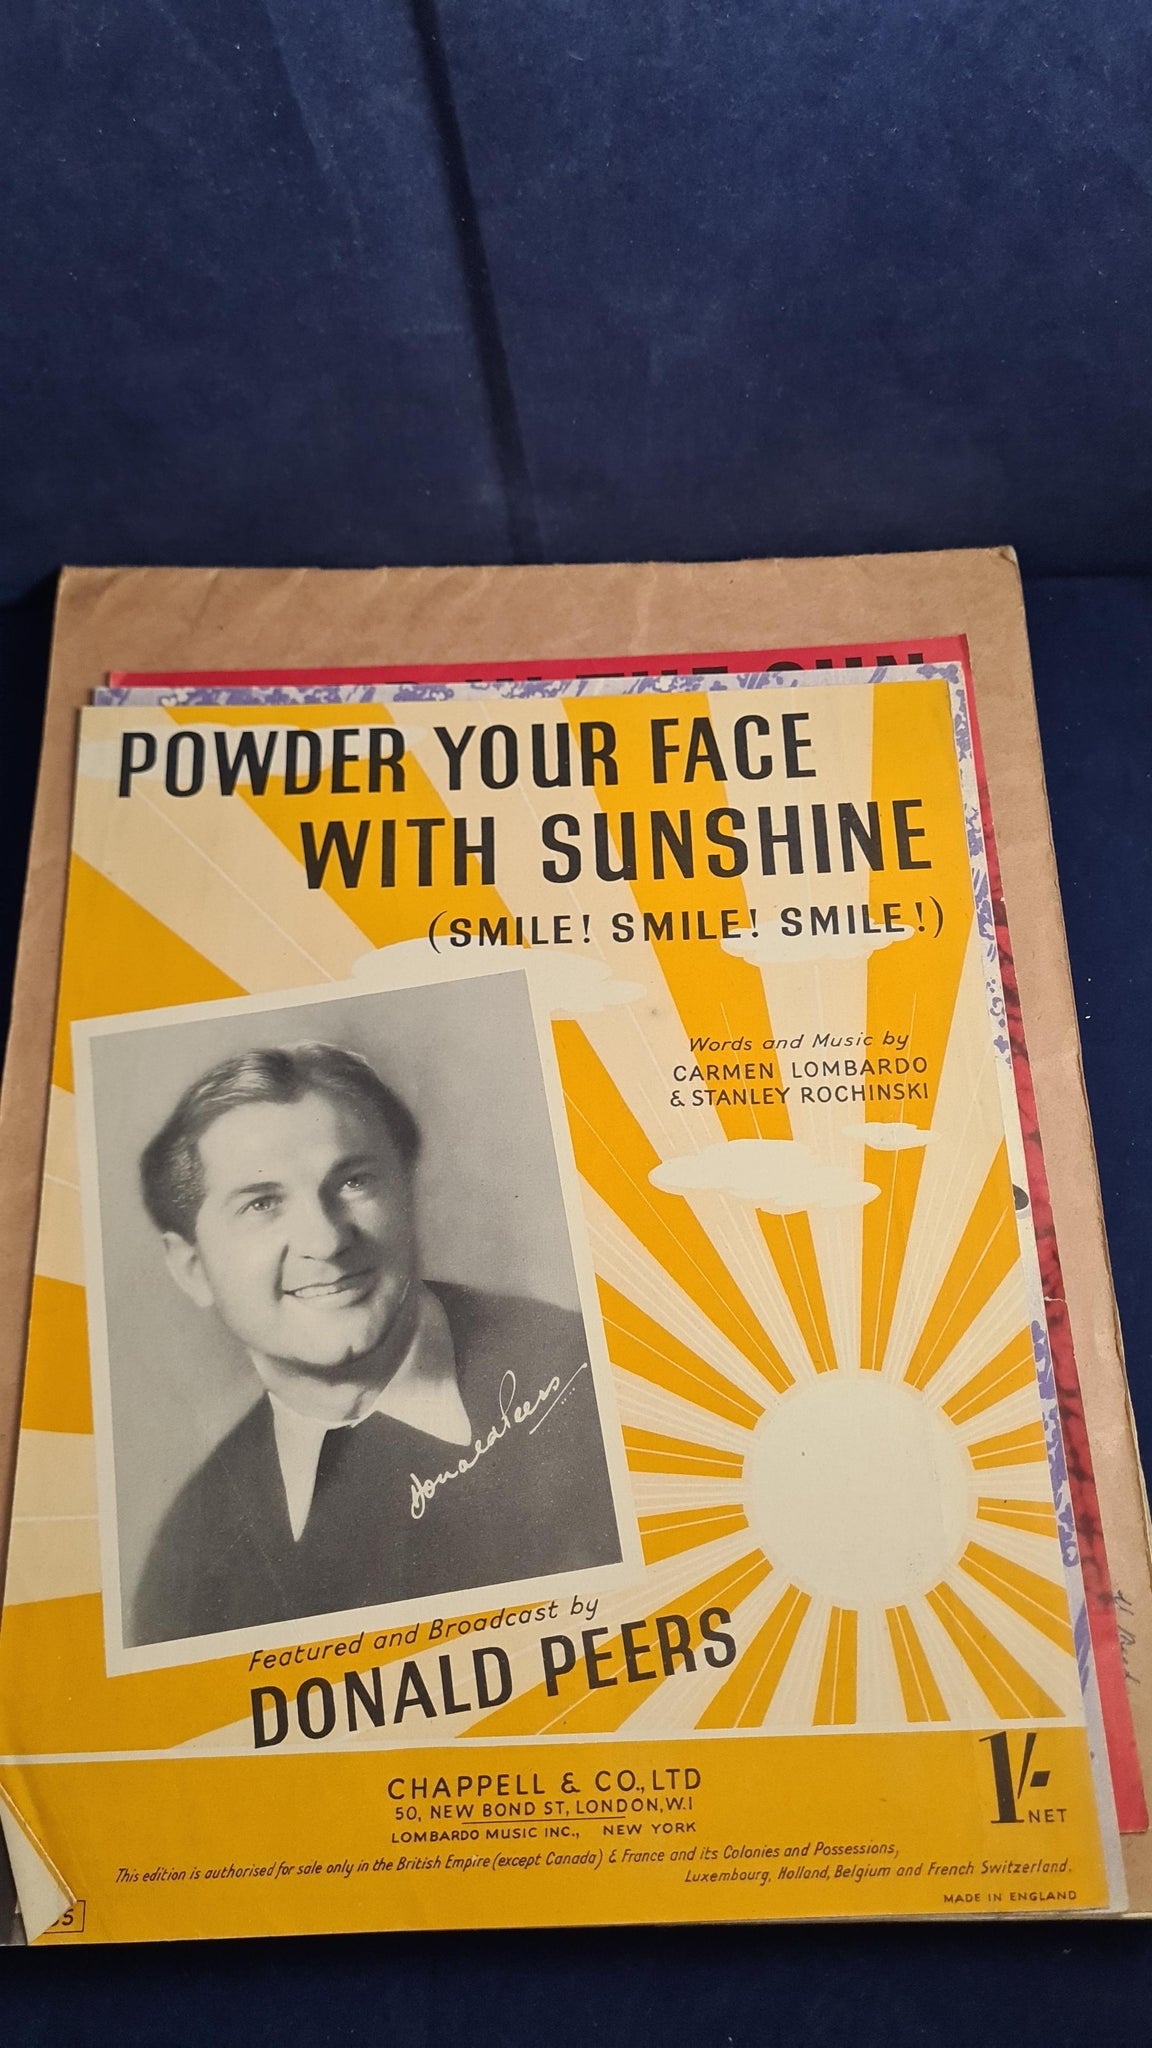 IN THE SUN
POWDER YOUR FACE
WITH SUNSHINE
(SMILE! SMILE! SMILE!)
Words and Music by
CARMEN LOMBARDO
& STANLEY ROCHINSKI
Donald Peers
Featured and Broadcast by
DONALD PEERS
CHAPPELL & CO., LTD
50, NEW BOND ST, LONDON, W.1
LOMBARDO MUSIC INC., NEW YORK
1/- NET
This edition is authorised for sale only in the British Empire (except Canada) & France and its Colonies and Possessions,
Luxembourg, Holland, Belgium and French Switzerland.
MADE IN ENGLAND